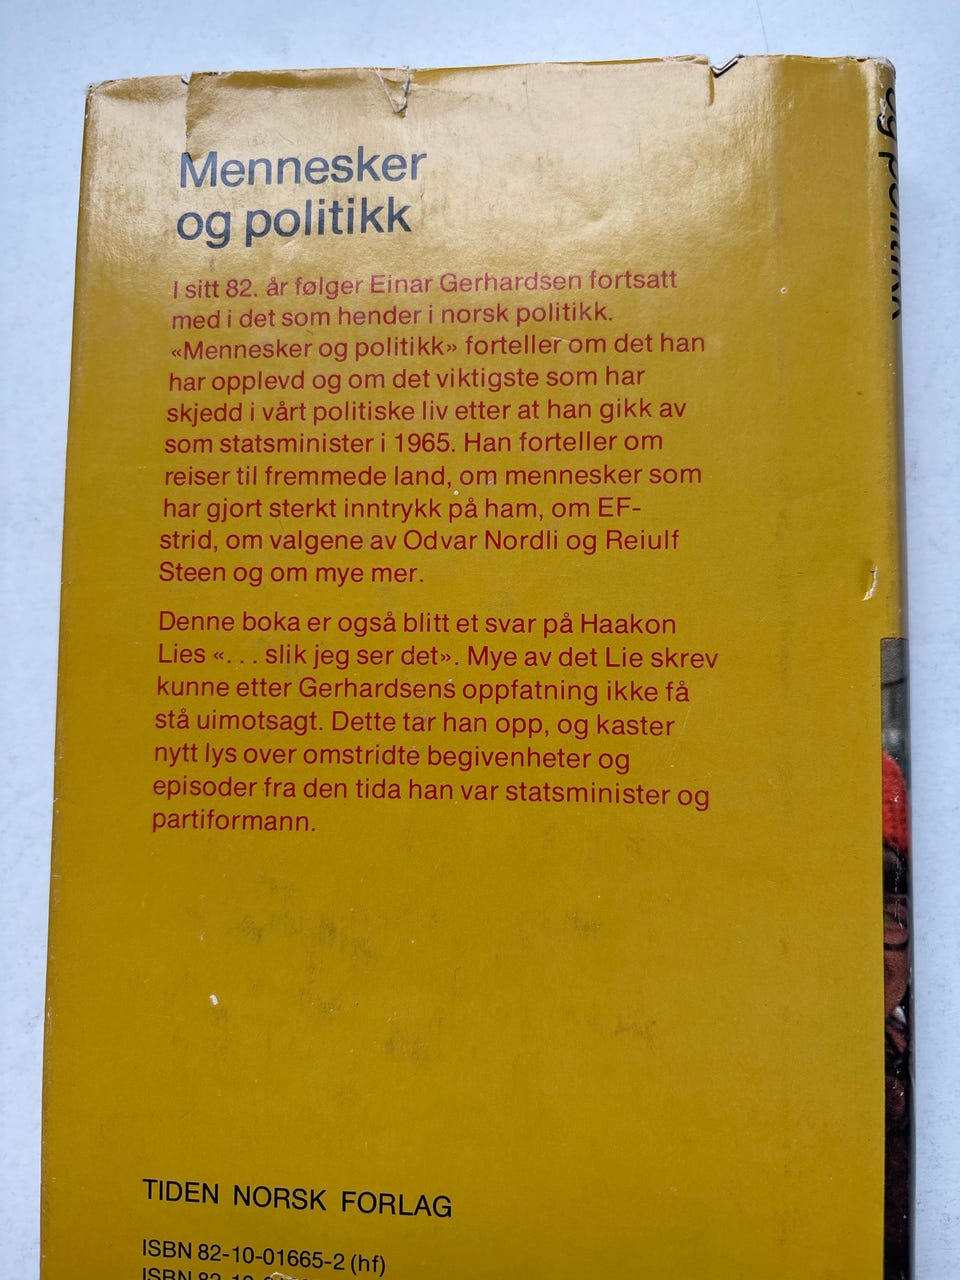 Mennesker
og politikk
I sitt 82. år følger Einar Gerhardsen fortsatt
med i det som hender i norsk politikk.
«Mennesker og politikk» forteller om det han
har opplevd og om det viktigste som har
skjedd i vårt politiske liv etter at han gikk av
som statsminister i 1965. Han forteller om
reiser til fremmede land, om mennesker som
har gjort sterkt inntrykk på ham, om EF-
strid, om valgene av Odvar Nordli og Reiulf
Steen og om mye mer.
Denne boka er også blitt et svar på Haakon
Lies «. . . slik jeg ser det». Mye av det Lie skrev
kunne etter Gerhardsens oppfatning ikke få
stå uimotsagt. Dette tar han opp, og kaster
nytt lys over omstridte begivenheter og
episoder fra den tida han var statsminister og
partiformann.
TIDEN NORSK FORLAG
ISBN 82-10-01665-2 (hf)
ISBN 82-10-
og politikk